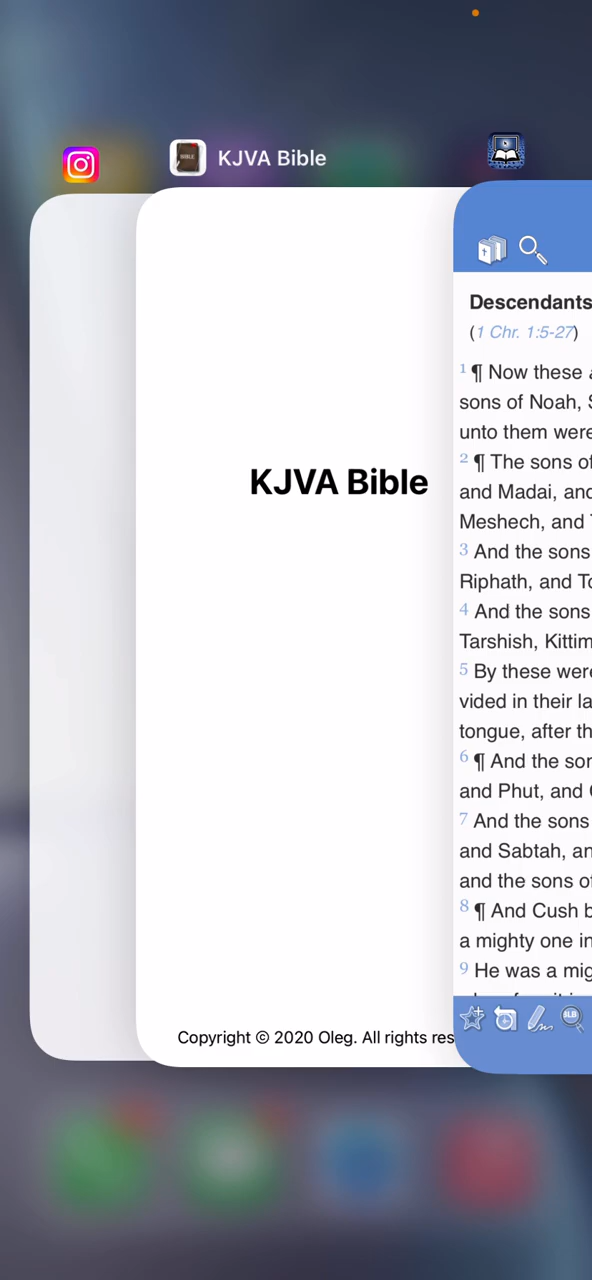 KJVA Bible
KJVA Bible
Copyright © 2020 Oleg. All rights res
Descendants
(1 Chr. 1:5-27)
1 ¶ Now these
sons of Noah, S
unto them were
2 ¶ The sons of
and Madai, and
Meshech, and T
3 And the sons
Riphath, and To
4 And the sons
Tarshish, Kittim
5 By these were
vided in their la
tongue, after th
6 ¶ And the son
and Phut, and
7 And the sons
and Sabtah, an
and the sons of
8 ¶ And Cush b
a mighty one in
9 He was a mig
SLB